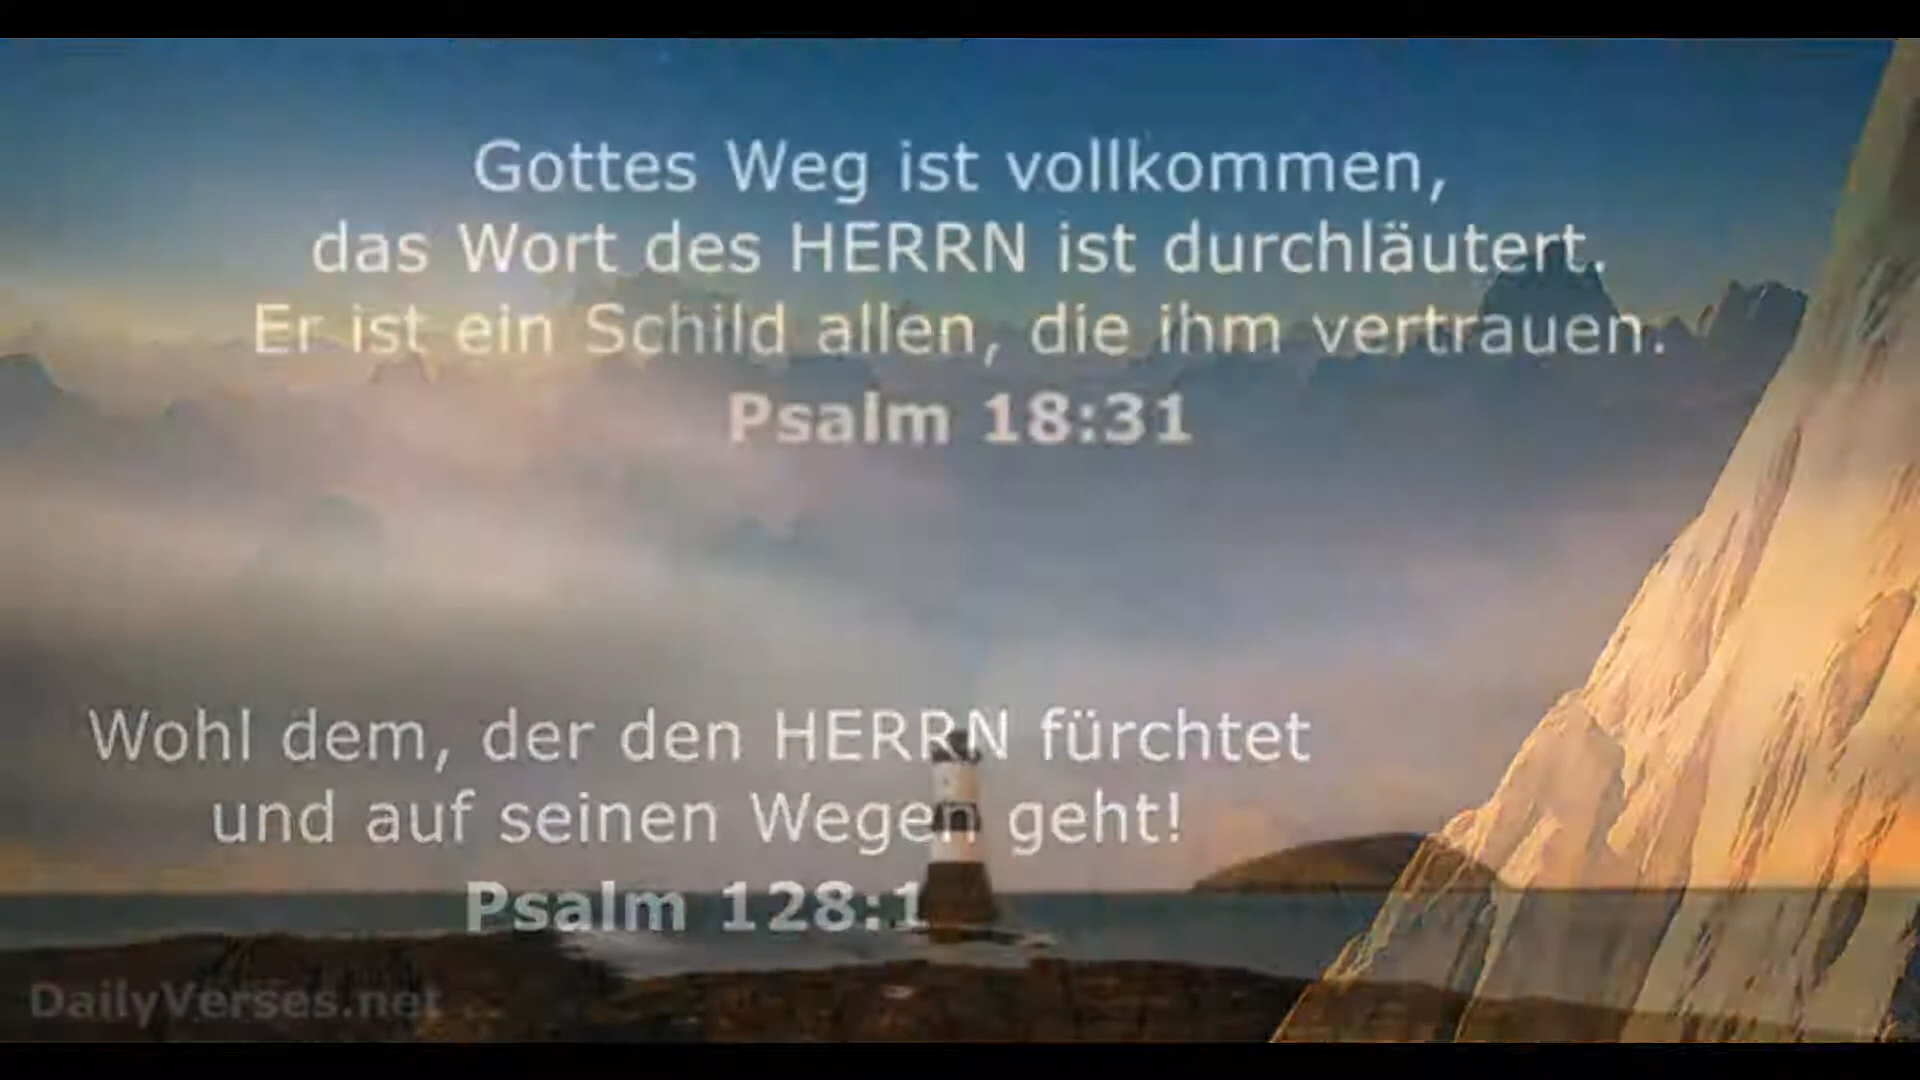 Gottes Weg ist vollkommen,
das Wort des HERRN ist durchläutert.
Er ist ein Schild allen, die ihm vertrauen.
Psalm 18:31
Wohl dem, der den HERRN fürchtet
und auf seinen Wegen geht!
Psalm 128:1
DailyVerses.net